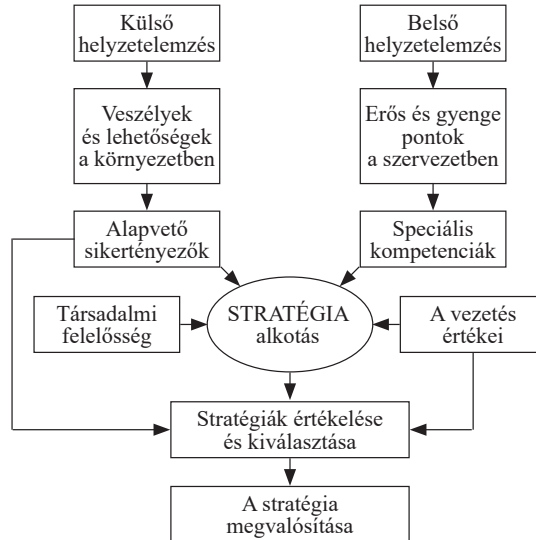 Külső
helyzetelemzés
Belső
helyzetelemzés
Veszélyek
és lehetőségek
a környezetben
Erős és gyenge
pontok
a szervezetben
Alapvető
sikertényezők
Speciális
kompetenciák
Társadalmi
felelősség
STRATÉGIA
alkotás
A vezetés
értékei
Stratégiák értékelése
és kiválasztása
A stratégia
megvalósítása